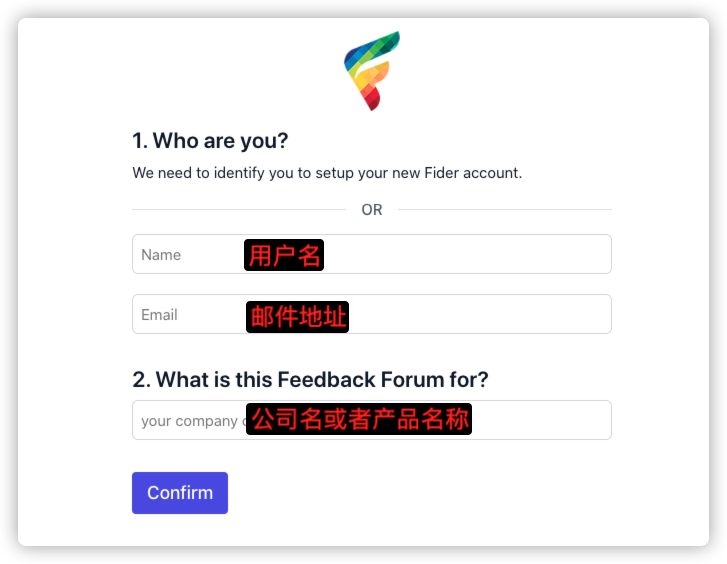 1. Who are you?
We need to identify you to setup your new Fider account.
OR
Name 用户名
Email 邮件地址
2. What is this Feedback Forum for?
your company 公司名或者产品名称
Confirm